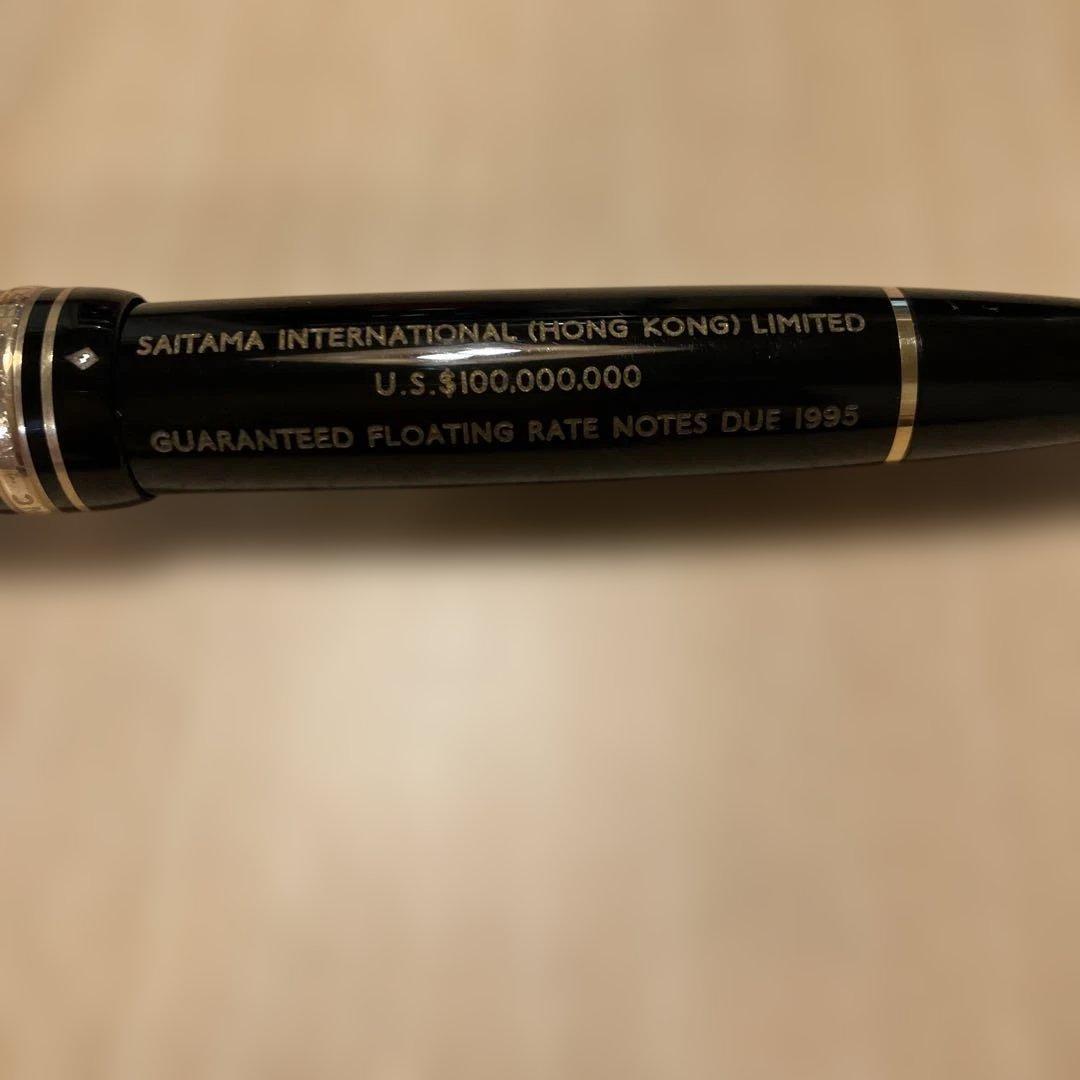 SAITAMA INTERNATIONAL (HONG KONG) LIMITED
U.S.$100,000,000
GUARANTEED FLOATING RATE NOTES DUE 1995